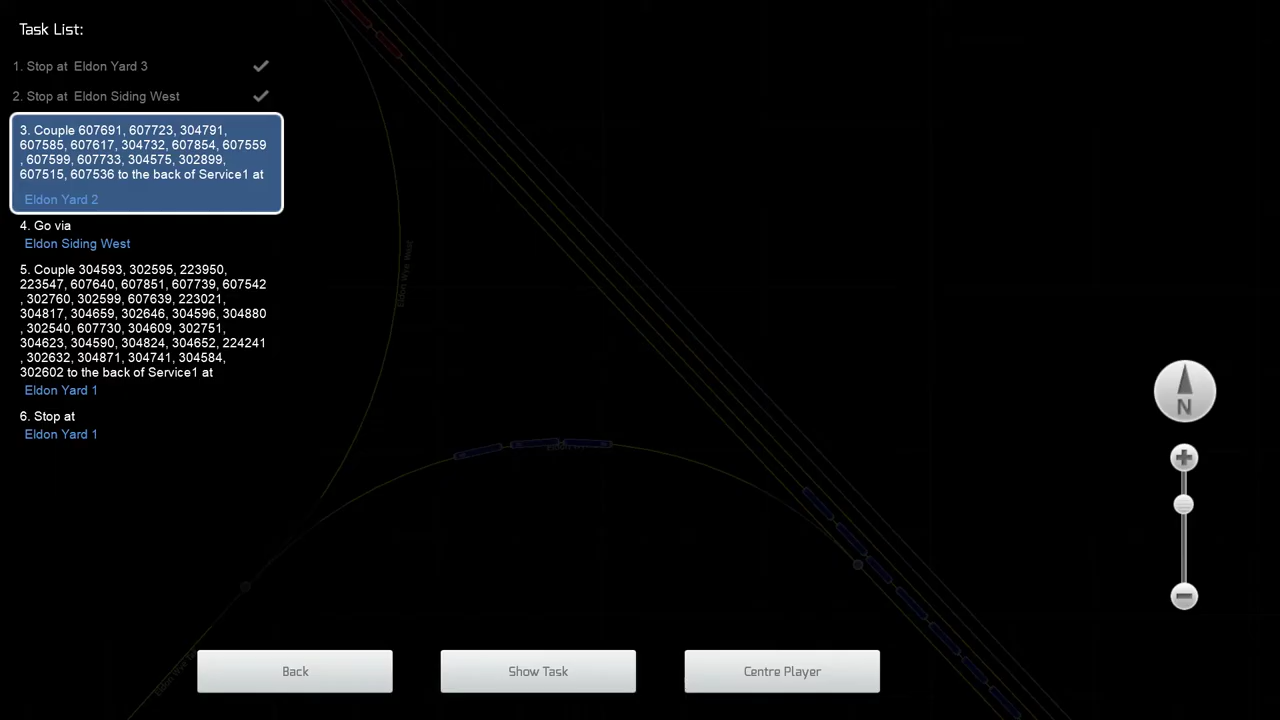 Task List:
1. Stop at Eldon Yard 3
2. Stop at Eldon Siding West
3. Couple 607691, 607723, 304791,
607585, 607617, 304732, 607854, 607559
, 607599, 607733, 304575, 302899,
607515, 607536 to the back of Service1 at
Eldon Yard 2
4. Go via
Eldon Siding West
5. Couple 304593, 302595, 223950,
223547, 607640, 607851, 607739, 607542
, 302760, 302599, 607639, 223021,
304817, 304659, 302646, 304596, 304880
, 302540, 607730, 304609, 302751,
304623, 304590, 304824, 304652, 224241
, 302632, 304871, 304741, 304584,
302602 to the back of Service1 at
Eldon Yard 1
6. Stop at
Eldon Yard 1
Eldon Wye West
N
Back
Show Task
Centre Player